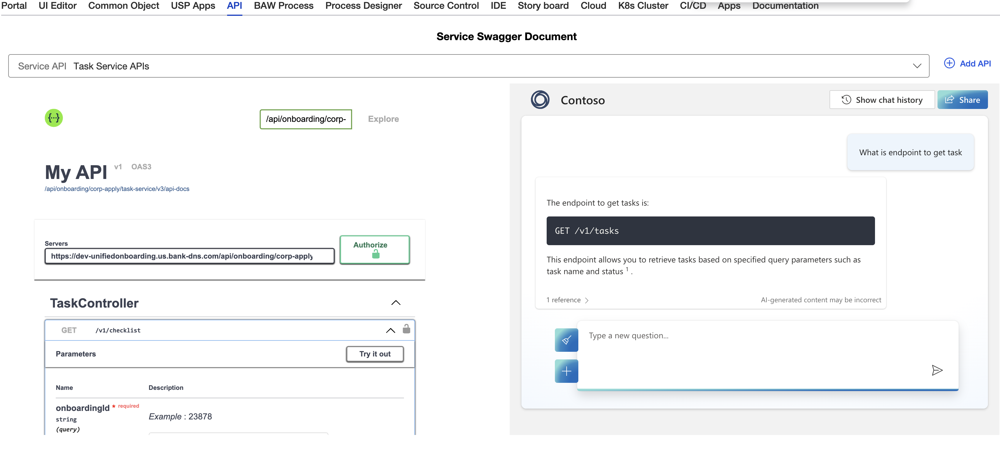 Portal UI Editor Common Object USP Apps API BAW Process Process Designer Source Control IDE Story board Cloud K8s Cluster CI/CD Apps Documentation
Service Swagger Document
Service API Task Service APIs
Add API
{...}
/api/onboarding/corp-
Explore
My API v1 OAS3
/api/onboarding/corp-apply/task-service/v3/api-docs
Servers
https://dev-unifiedonboarding.us.bank-dns.com/api/onboarding/corp-apply
Authorize
TaskController
GET /v1/checklist
Parameters
Try it out
Name Description
onboardingId * required
string
(query)
Example : 23878
Contoso
Show chat history
Share
What is endpoint to get task
The endpoint to get tasks is:
GET /v1/tasks
This endpoint allows you to retrieve tasks based on specified query parameters such as
task name and status 1 .
1 reference
AI-generated content may be incorrect
Type a new question...